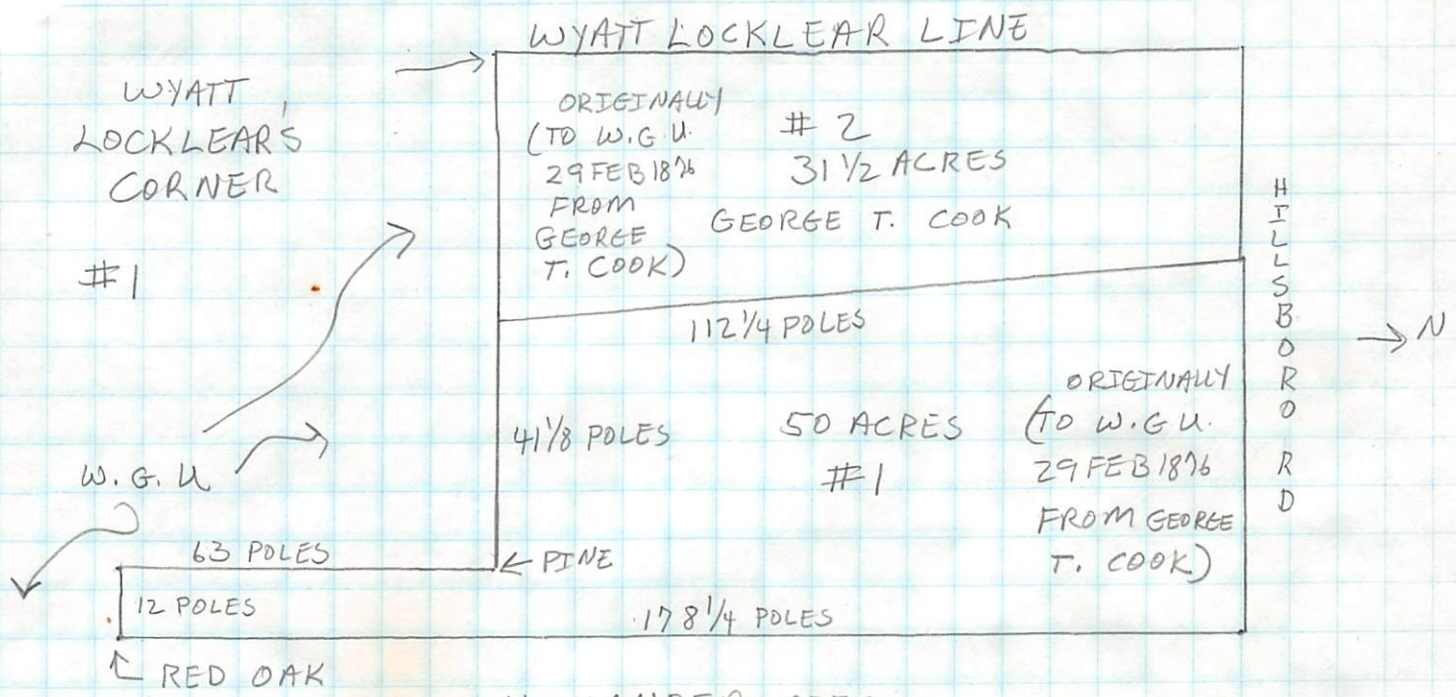 WYATT LOCKLEAR LINE
WYATT
LOCKLEAR'S
CORNER
#1
ORIGINALLY
(TO W.G.U.
29 FEB 1876
FROM
GEORGE
T. COOK)
# 2
31 1/2 ACRES
GEORGE T. COOK
HILLSBORO RD
N
112 1/4 POLES
41 1/8 POLES
50 ACRES
#1
ORIGINALLY
(TO W.G.U.
29 FEB 1876
FROM GEORGE
T. COOK)
W.G.U
63 POLES
PINE
12 POLES
178 1/4 POLES
RED OAK